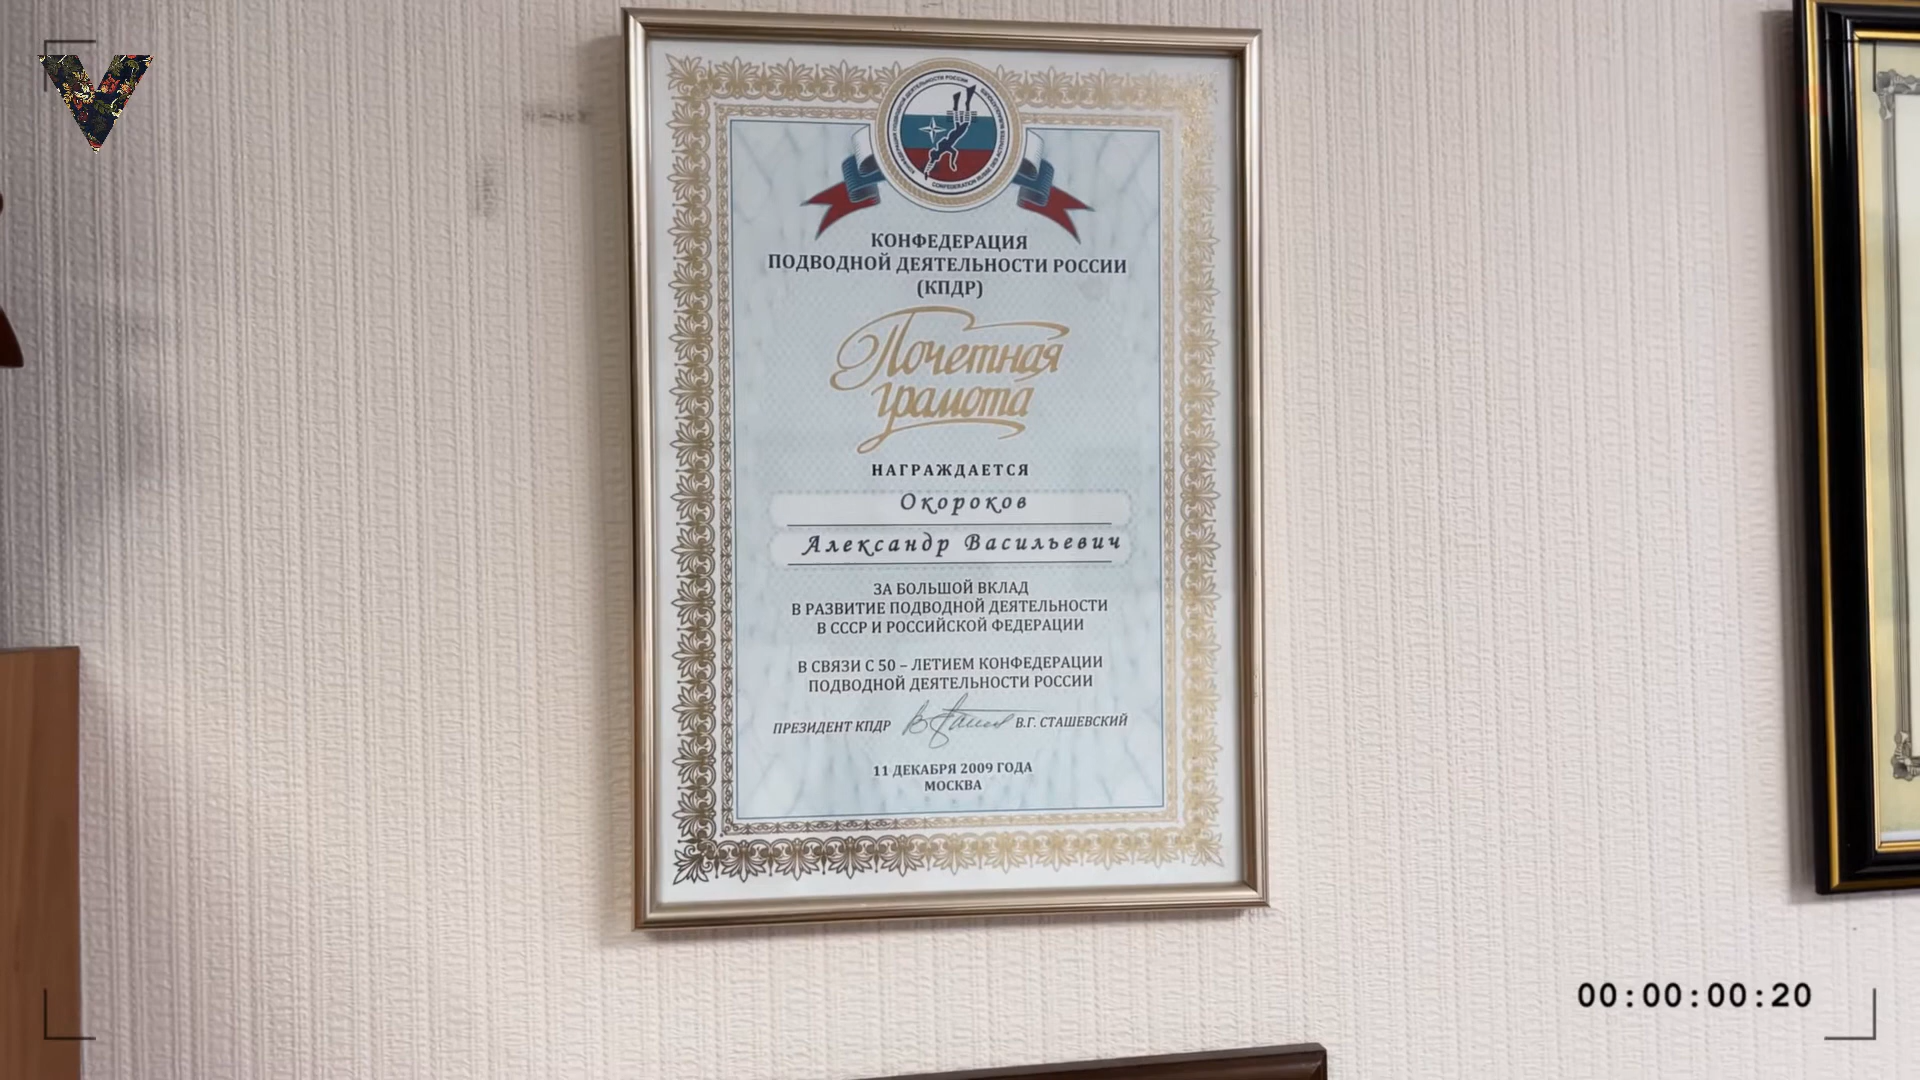 КОНФЕДЕРАЦИЯ
ПОДВОДНОЙ ДЕЯТЕЛЬНОСТИ РОССИИ
(КПДР)
Почетная
грамота
НАГРАЖДАЕТСЯ
Окороков
Александр Васильевич
ЗА БОЛЬШОЙ ВКЛАД
В РАЗВИТИЕ ПОДВОДНОЙ ДЕЯТЕЛЬНОСТИ
В СССР И РОССИЙСКОЙ ФЕДЕРАЦИИ
В СВЯЗИ С 50 – ЛЕТИЕМ КОНФЕДЕРАЦИИ
ПОДВОДНОЙ ДЕЯТЕЛЬНОСТИ РОССИИ
ПРЕЗИДЕНТ КПДР В.Г. СТАШЕВСКИЙ
11 ДЕКАБРЯ 2009 ГОДА
МОСКВА
00:00:00:20